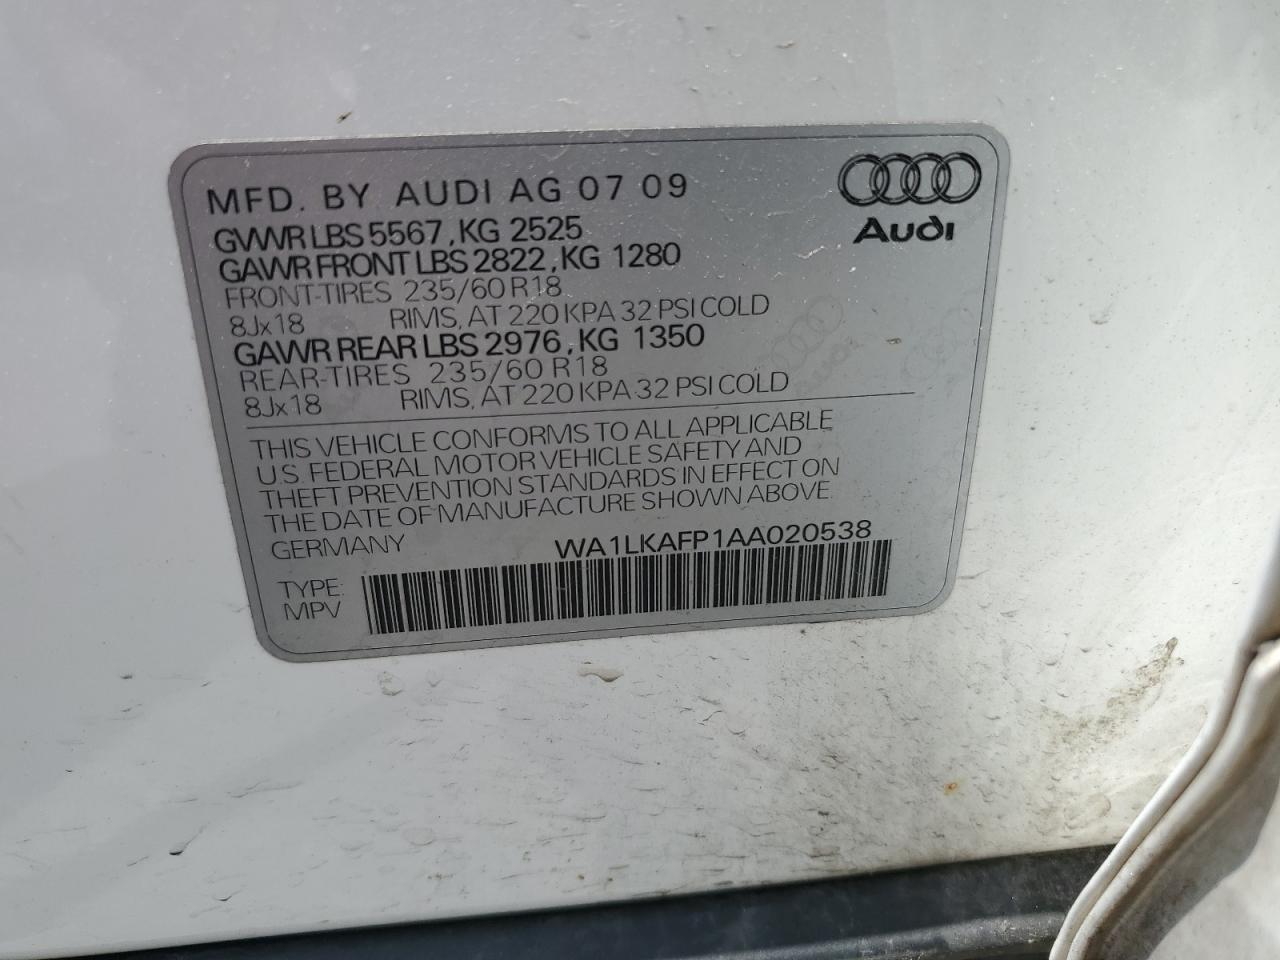 MFD. BY AUDI AG 07 09
Audi
GVWR LBS 5567, KG 2525
GAWR FRONT LBS 2822, KG 1280
FRONT-TIRES 235/60 R18
8Jx18 RIMS, AT 220 KPA 32 PSI COLD
GAWR REAR LBS 2976, KG 1350
REAR-TIRES 235/60 R18
8Jx18 RIMS, AT 220 KPA 32 PSI COLD
THIS VEHICLE CONFORMS TO ALL APPLICABLE
U.S. FEDERAL MOTOR VEHICLE SAFETY AND
THEFT PREVENTION STANDARDS IN EFFECT ON
THE DATE OF MANUFACTURE SHOWN ABOVE.
GERMANY WA1LKAFP1AA020538
TYPE:
MPV